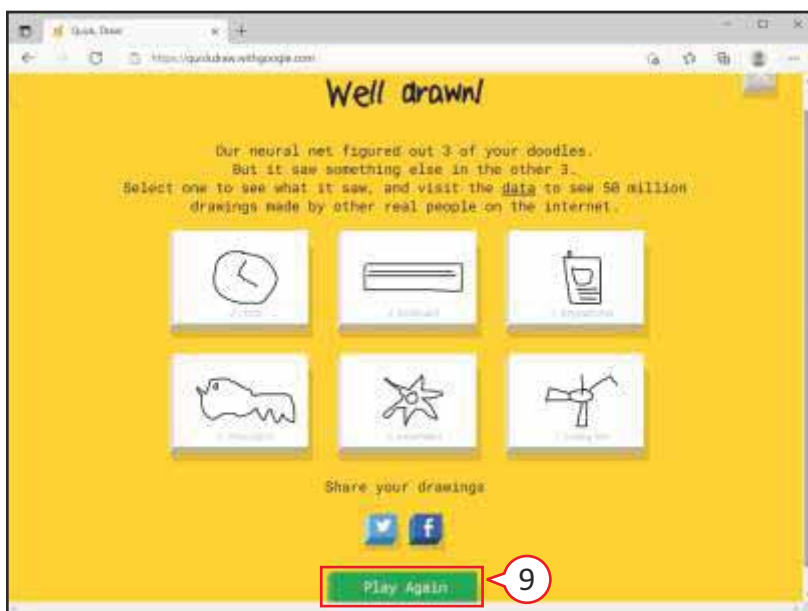 Quick, Draw!
https://quickdraw.withgoogle.com
Well drawn!
Our neural net figured out 3 of your doodles.
But it saw something else in the other 3.
Select one to see what it saw, and visit the data to see 50 million
drawings made by other real people on the internet.
Share your drawings
Play Again
9